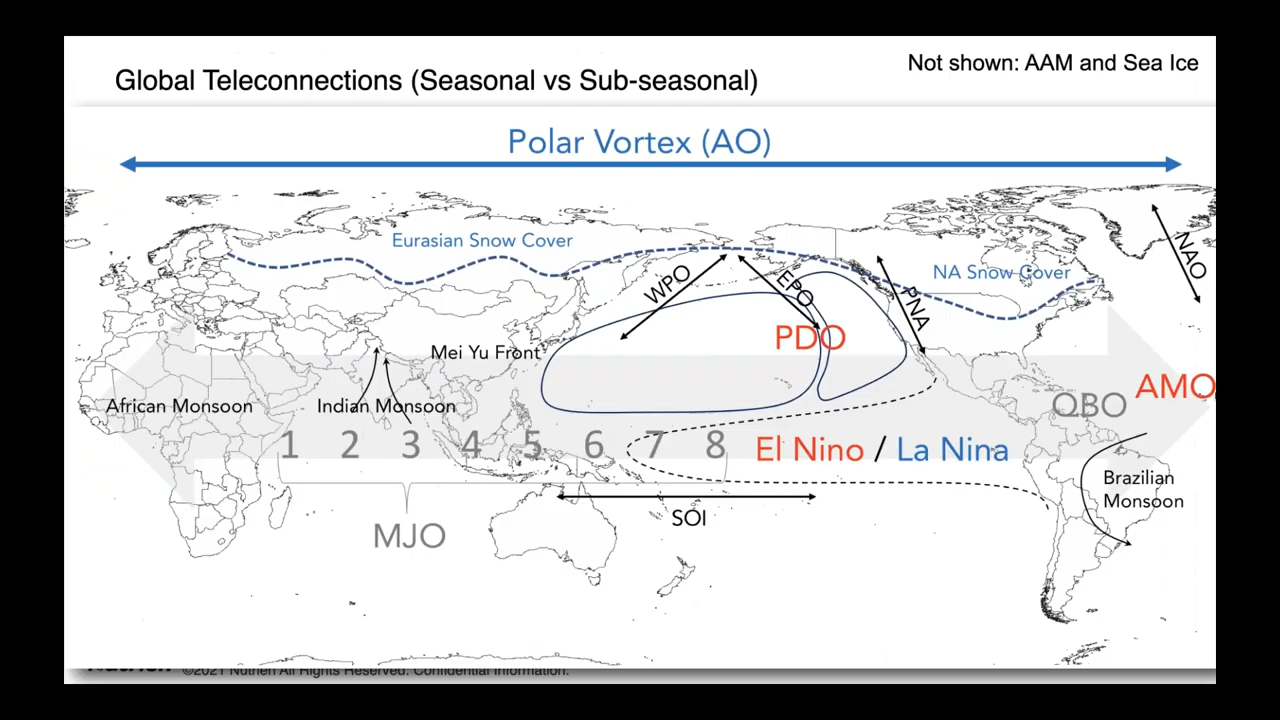 Not shown: AAM and Sea Ice
Global Teleconnections (Seasonal vs Sub-seasonal)
Polar Vortex (AO)
Eurasian Snow Cover
NA Snow Cover
NAO
WPO
EPO
PNA
PDO
Mei Yu Front
AMO
African Monsoon
Indian Monsoon
QBO
1 2 3 4 5 6 7 8
El Nino / La Nina
Brazilian
Monsoon
SOI
MJO
©2021 Nutrien All Rights Reserved. Confidential Information.